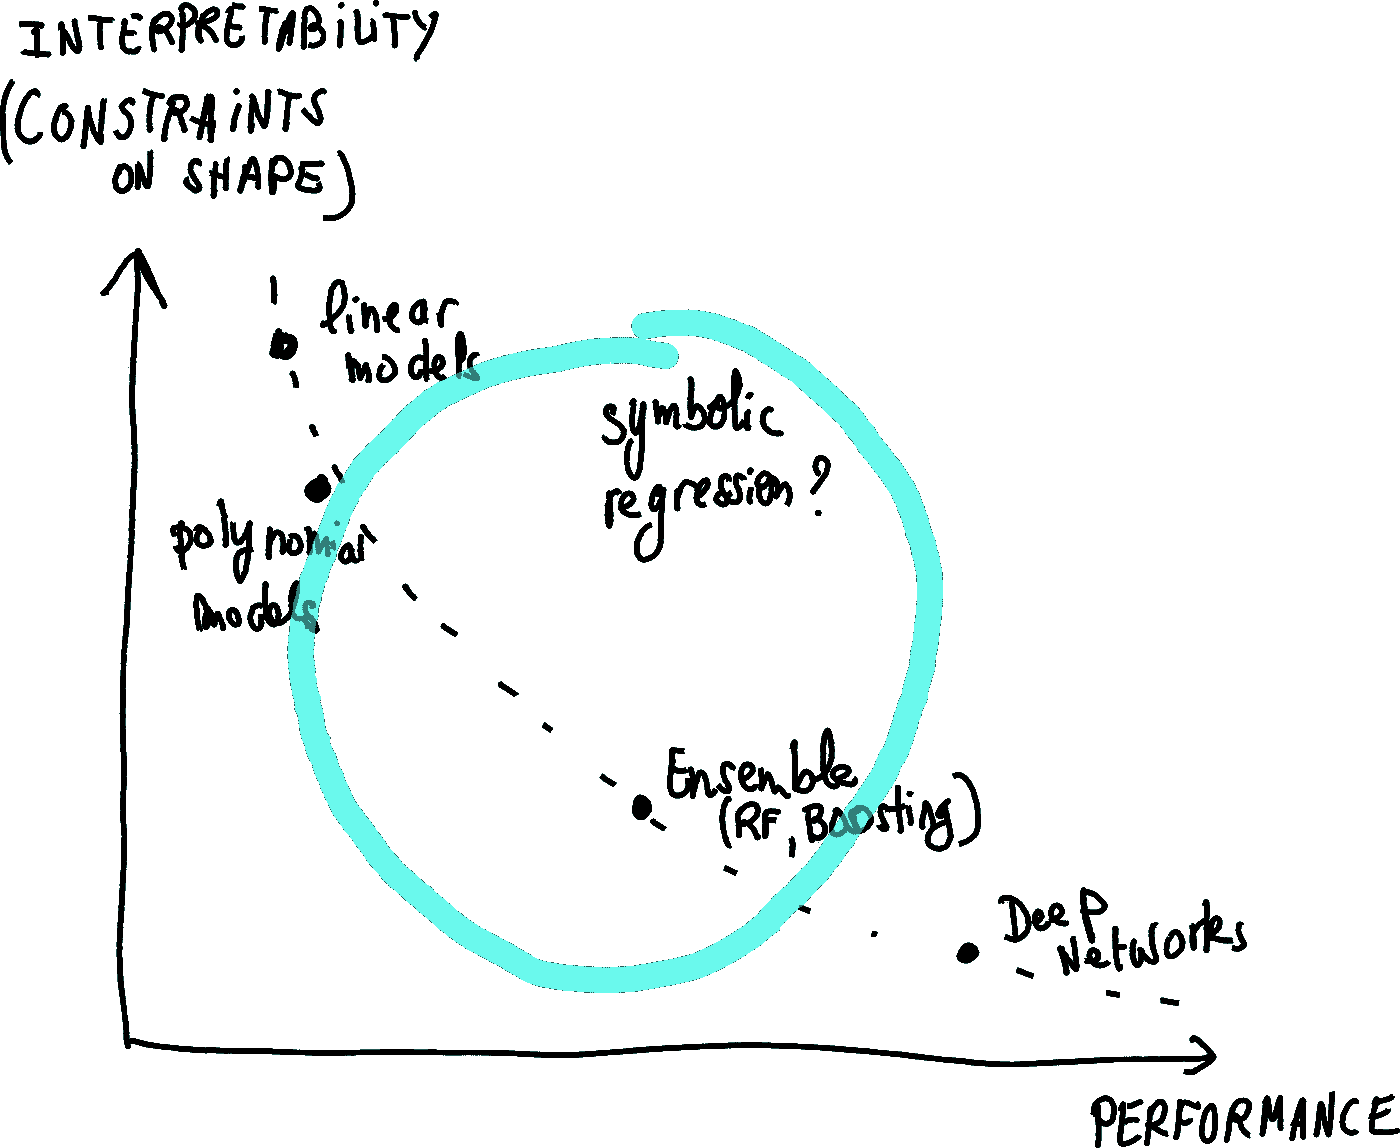 INTERPRETABiLiTY
(CONSTRAiNTS
ON SHAPE)
linear
models
symbolic
regression?
polynomial
models
Ensemble
(RF, Boosting)
Deep
Networks
PERFORMANCE